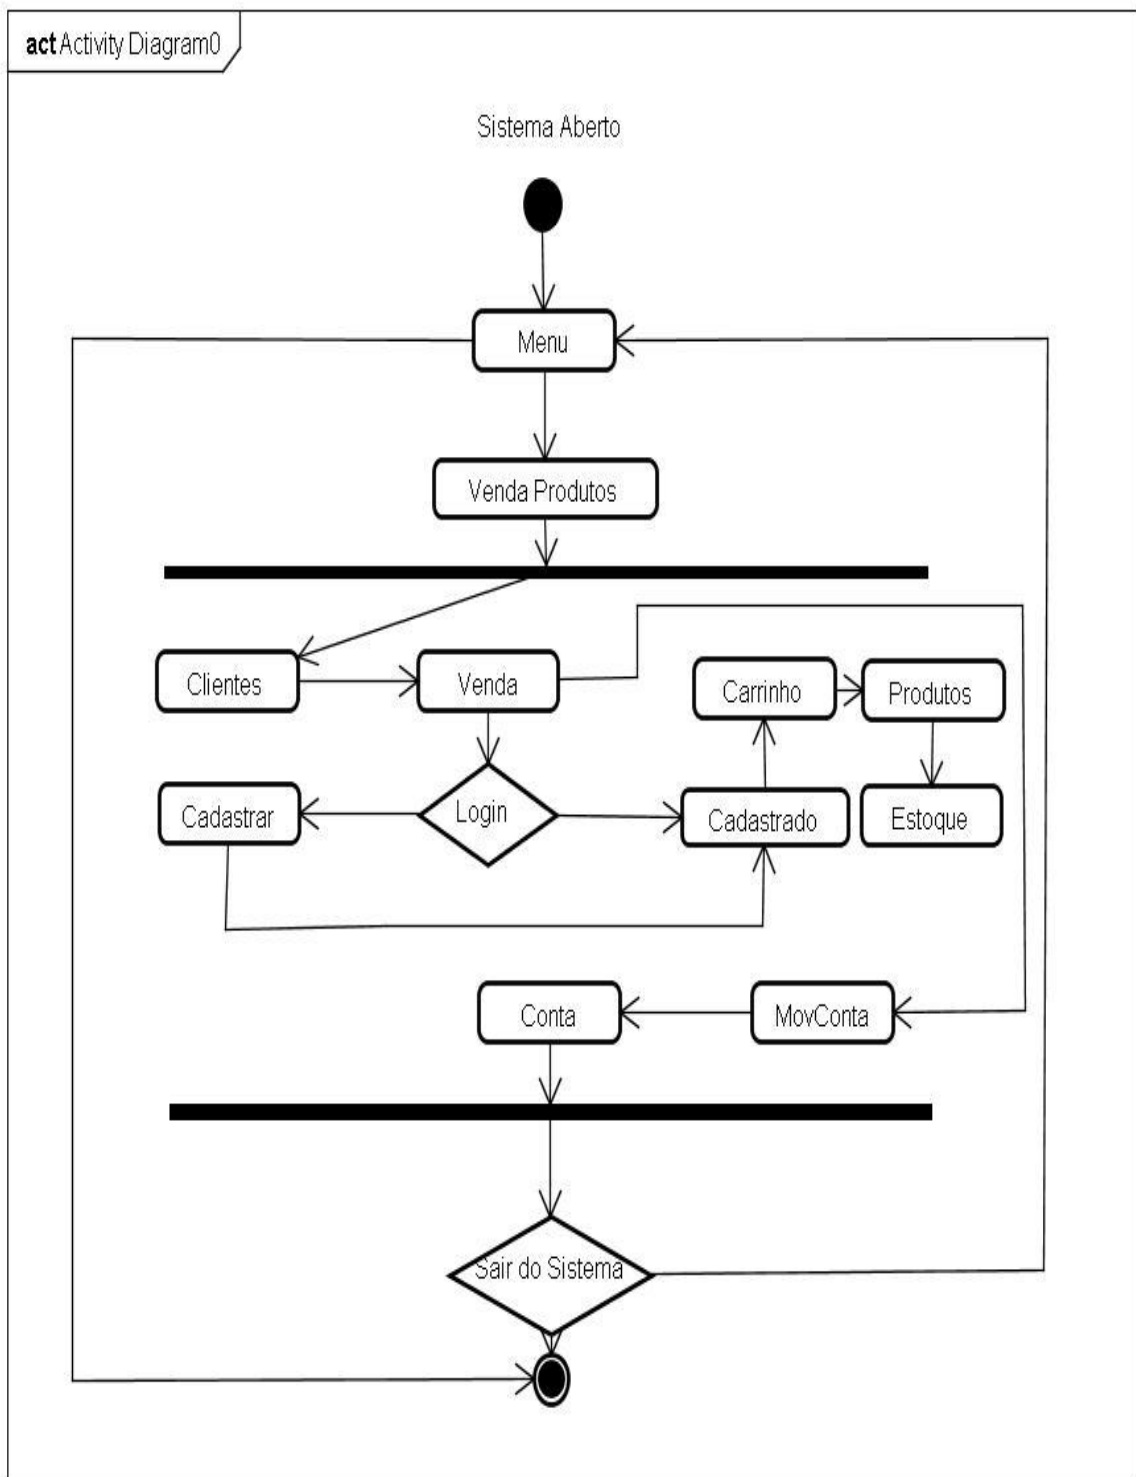 act Activity Diagram0
Sistema Aberto
Menu
Venda Produtos
Clientes
Venda
Carrinho
Produtos
Cadastrar
Login
Cadastrado
Estoque
Conta
MovConta
Sair do Sistema